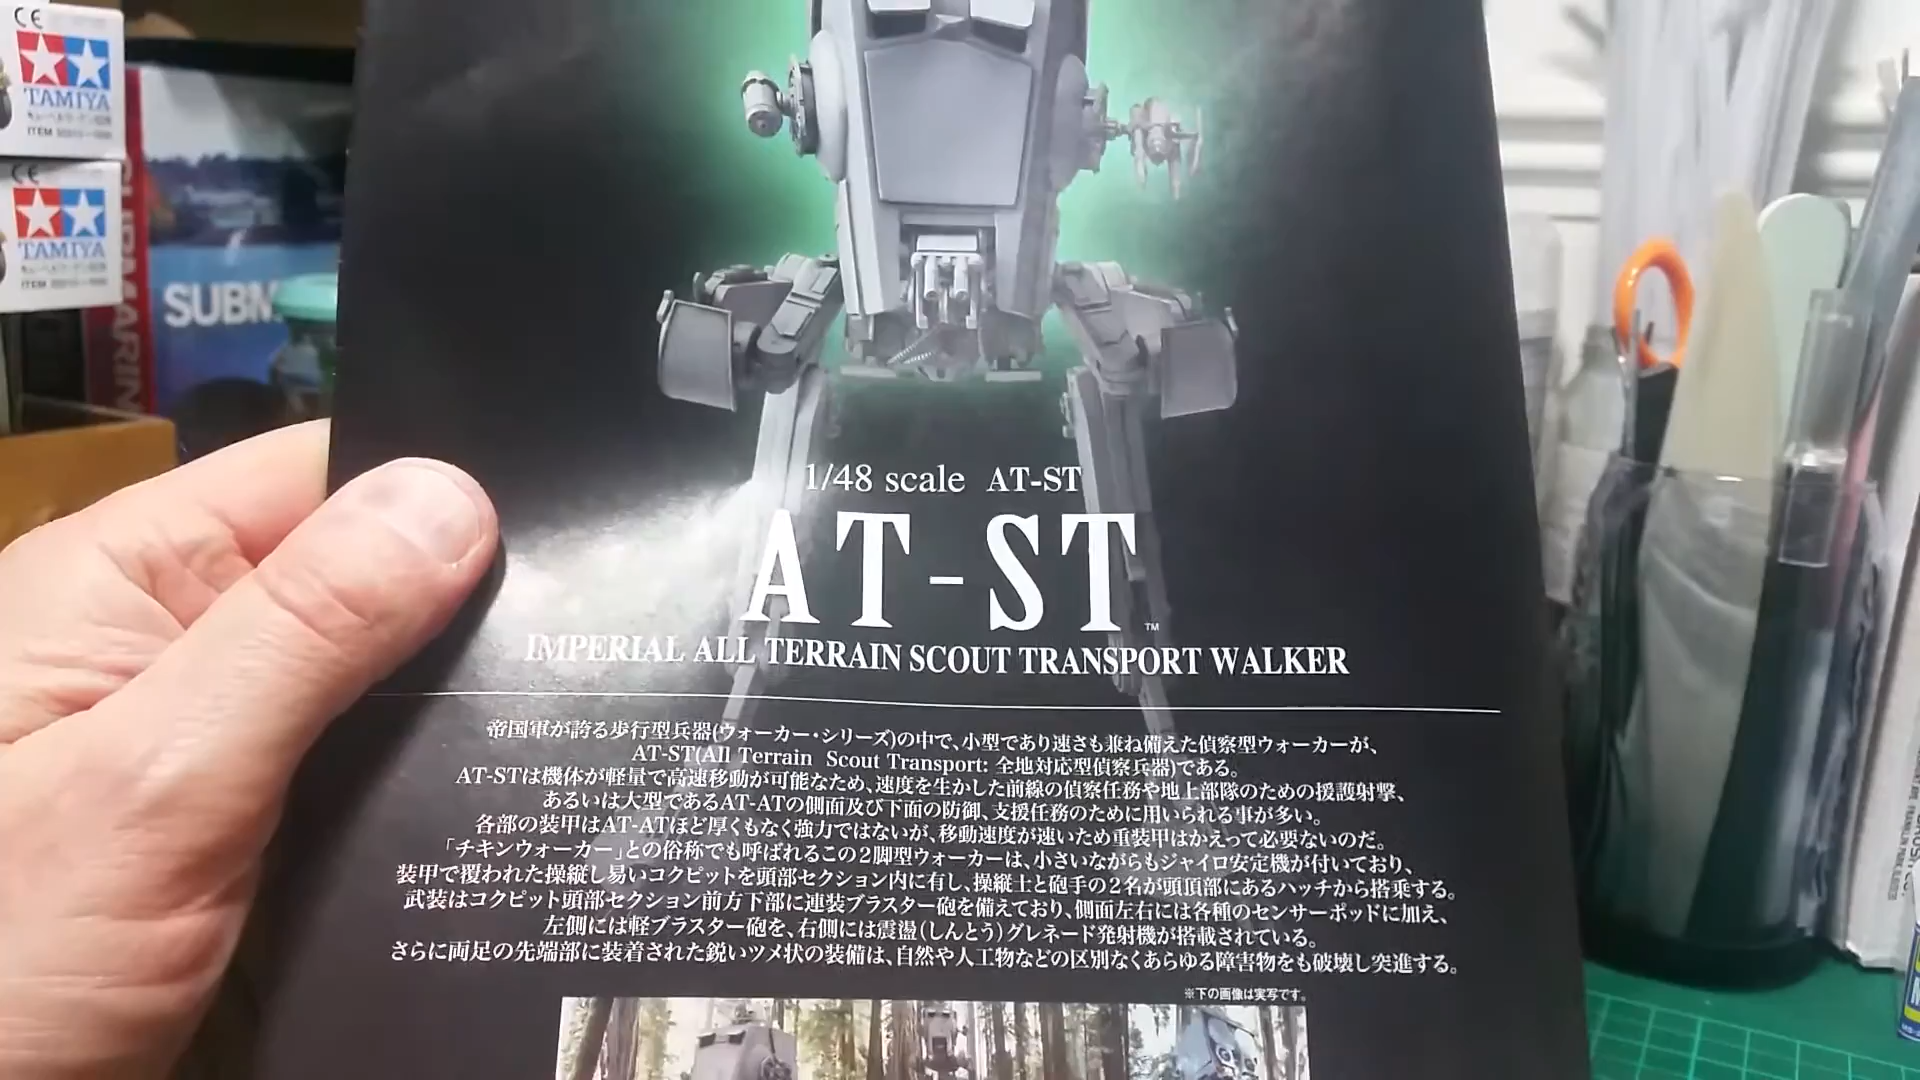 CE
TAMIYA
ITEM
CE
TAMIYA
ITEM
SUBM
1/48 scale AT-ST
AT-ST™
IMPERIAL ALL TERRAIN SCOUT TRANSPORT WALKER
帝国軍が誇る歩行型兵器(ウォーカー・シリーズ)の中で、小型であり速さも兼ね備えた偵察型ウォーカーが、
AT-ST(All Terrain Scout Transport: 全地対応型偵察兵器)である。
AT-STは機体が軽量で高速移動が可能なため、速度を生かした前線の偵察任務や地上部隊のための援護射撃、
あるいは大型であるAT-ATの側面及び下面の防御、支援任務のために用いられる事が多い。
各部の装甲はAT-ATほど厚くもなく強力ではないが、移動速度が速いため重装甲はかえって必要ないのだ。
「チキンウォーカー」との俗称でも呼ばれるこの2脚型ウォーカーは、小さいながらもジャイロ安定機が付いており、
装甲で覆われた操縦し易いコクピットを頭部セクション内に有し、操縦士と砲手の2名が頭頂部にあるハッチから搭乗する。
武装はコクピット頭部セクション前方下部に連装ブラスター砲を備えており、側面左右には各種のセンサーポッドに加え、
左側には軽ブラスター砲を、右側には震盪(しんとう)グレネード発射機が搭載されている。
さらに両足の先端部に装着された鋭いツメ状の装備は、自然や人工物などの区別なくあらゆる障害物をも破壊し突進する。
※下の画像は実写です。